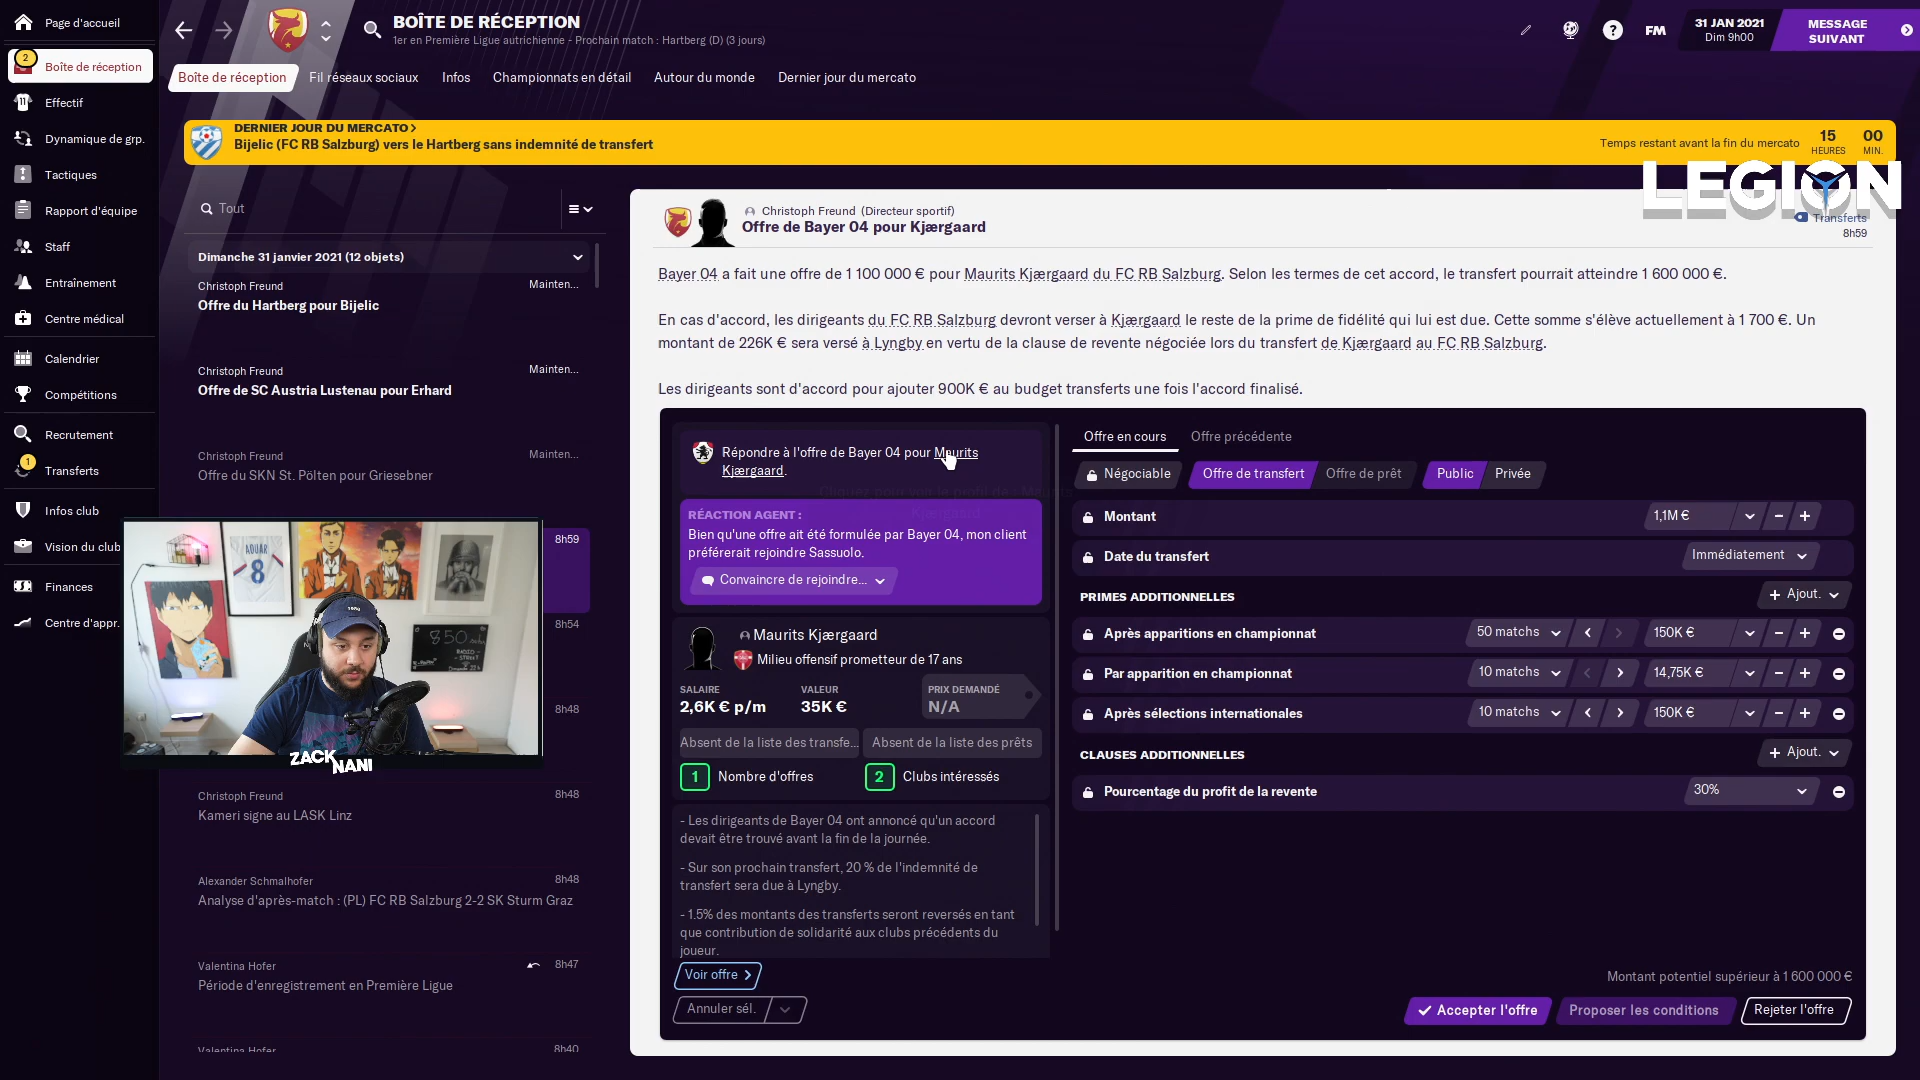 Page d'accueil
2
Boîte de réception
Effectif
Dynamique de grp.
Tactiques
Rapport d'équipe
Staff
Entraînement
Centre médical
Calendrier
Compétitions
Recrutement
1
Transferts
Infos club
Vision du club
Finances
Centre d'appr.
BOÎTE DE RÉCEPTION
1er en Première Ligue autrichienne - Prochain match : Hartberg (D) (3 jours)
FM
31 JAN 2021
Dim 9h00
MESSAGE
SUIVANT
Boîte de réception
Fil réseaux sociaux
Infos
Championnats en détail
Autour du monde
Dernier jour du mercato
DERNIER JOUR DU MERCATO >
Bijelic (FC RB Salzburg) vers le Hartberg sans indemnité de transfert
Temps restant avant la fin du mercato
15
HEURES
00
MIN.
LEGION
Tout
Dimanche 31 janvier 2021 (12 objets)
Christoph Freund
Mainten...
Offre du Hartberg pour Bijelic
Christoph Freund
Mainten...
Offre de SC Austria Lustenau pour Erhard
Christoph Freund
Mainten...
Offre du SKN St. Pölten pour Griesebner
8h59
8h54
8h48
ADUAR
8
850
ZACK
NANI
Christoph Freund
8h48
Kameri signe au LASK Linz
Alexander Schmalhofer
8h48
Analyse d'après-match : (PL) FC RB Salzburg 2-2 SK Sturm Graz
Valentina Hofer
8h47
Période d'enregistrement en Première Ligue
Valentina Hofer
8h40
Christoph Freund (Directeur sportif)
Offre de Bayer 04 pour Kjærgaard
Transferts
8h59
Bayer 04 a fait une offre de 1 100 000 € pour Maurits Kjærgaard du FC RB Salzburg. Selon les termes de cet accord, le transfert pourrait atteindre 1 600 000 €.
En cas d'accord, les dirigeants du FC RB Salzburg devront verser à Kjærgaard le reste de la prime de fidélité qui lui est due. Cette somme s'élève actuellement à 1 700 €. Un
montant de 226K € sera versé à Lyngby en vertu de la clause de revente négociée lors du transfert de Kjærgaard au FC RB Salzburg.
Les dirigeants sont d'accord pour ajouter 900K € au budget transferts une fois l'accord finalisé.
Répondre à l'offre de Bayer 04 pour Maurits
Kjærgaard.
RÉACTION AGENT :
Bien qu'une offre ait été formulée par Bayer 04, mon client
préférerait rejoindre Sassuolo.
Convaincre de rejoindre...
Maurits Kjærgaard
Milieu offensif prometteur de 17 ans
SALAIRE
2,6K € p/m
VALEUR
35K €
PRIX DEMANDÉ
N/A
Absent de la liste des transfe...
Absent de la liste des prêts
1
Nombre d'offres
2
Clubs intéressés
- Les dirigeants de Bayer 04 ont annoncé qu'un accord
devait être trouvé avant la fin de la journée.
- Sur son prochain transfert, 20 % de l'indemnité de
transfert sera due à Lyngby.
- 1.5% des montants des transferts seront reversés en tant
que contribution de solidarité aux clubs précédents du
joueur.
Voir offre
Annuler sél.
Offre en cours
Offre précédente
Négociable
Offre de transfert
Offre de prêt
Public
Privée
Montant
1,1M €
Date du transfert
Immédiatement
PRIMES ADDITIONNELLES
+ Ajout.
Après apparitions en championnat
50 matchs
150K €
Par apparition en championnat
10 matchs
14,75K €
Après sélections internationales
10 matchs
150K €
CLAUSES ADDITIONNELLES
+ Ajout.
Pourcentage du profit de la revente
30%
Montant potentiel supérieur à 1 600 000 €
Accepter l'offre
Proposer les conditions
Rejeter l'offre